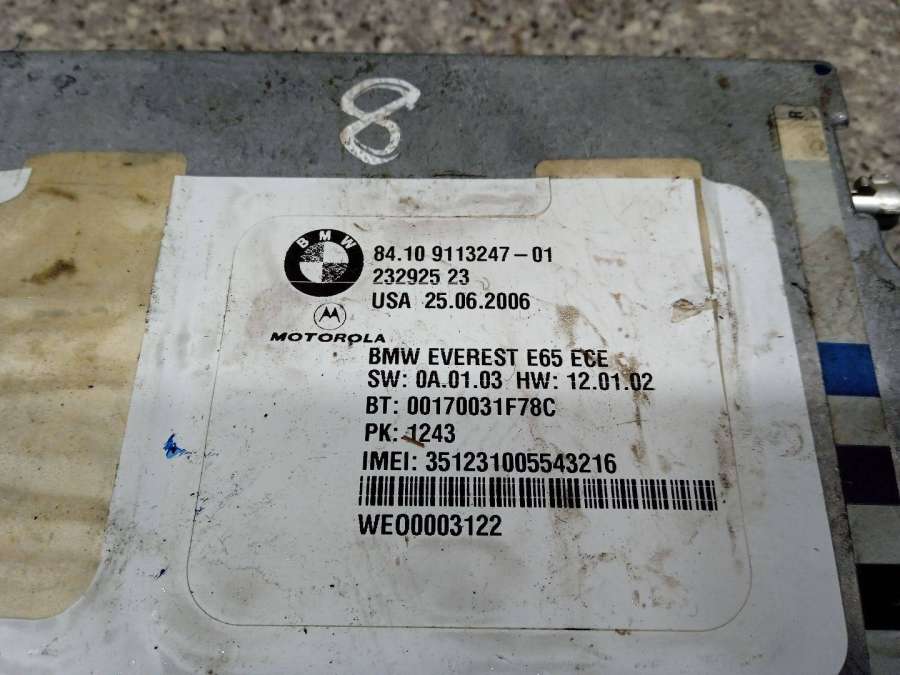 8
R
BMW
84.10 9113247-01
232925 23
USA 25.06.2006
MOTOROLA
BMW EVEREST E65 ECE
SW: 0A.01.03 HW: 12.01.02
BT: 00170031F78C
PK: 1243
IMEI: 351231005543216
WE00003122